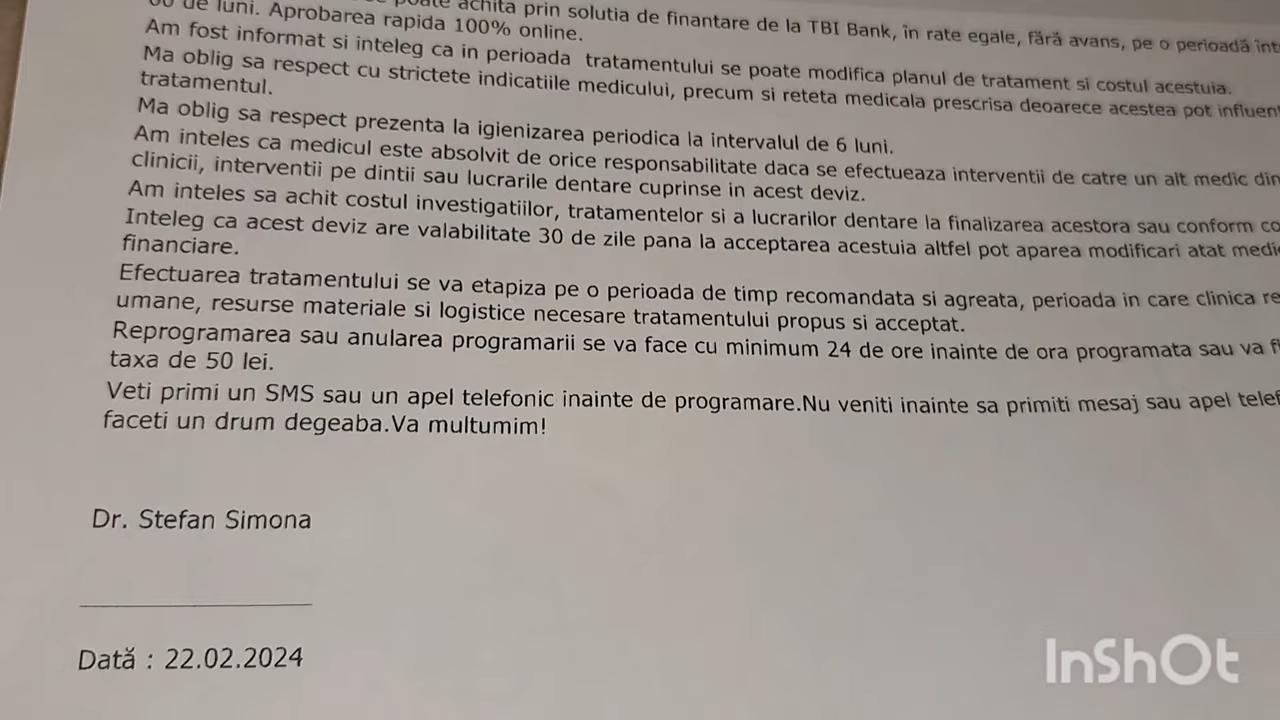 de luni. Aprobarea rapida 100% online.
poate achita prin solutia de finantare de la TBI Bank, în rate egale, fără avans, pe o perioadă
Am fost informat si inteleg ca in perioada tratamentului se poate modifica planul de tratament si costul acestuia.
Ma oblig sa respect cu strictete indicatiile medicului, precum si reteta medicala prescrisa deoarece acestea pot
tratamentul.
Ma oblig sa respect prezenta la igienizarea periodica la intervalul de 6 luni.
Am inteles ca medicul este absolvit de orice responsabilitate daca se efectueaza interventii de catre un alt medic din
clinicii, interventii pe dintii sau lucrarile dentare cuprinse in acest deviz.
Am inteles sa achit costul investigatiilor, tratamentelor si a lucrarilor dentare la finalizarea acestora sau conform
Inteleg ca acest deviz are valabilitate 30 de zile pana la acceptarea acestuia altfel pot aparea modificari atat
financiare.
Efectuarea tratamentului se va etapiza pe o perioada de timp recomandata si agreata, perioada in care clinica
umane, resurse materiale si logistice necesare tratamentului propus si acceptat.
Reprogramarea sau anularea programarii se va face cu minimum 24 de ore inainte de ora programata sau va
taxa de 50 lei.
Veti primi un SMS sau un apel telefonic inainte de programare.Nu veniti inainte sa primiti mesaj sau apel
faceti un drum degeaba.Va multumim!
Dr. Stefan Simona
Dată : 22.02.2024
InShOt